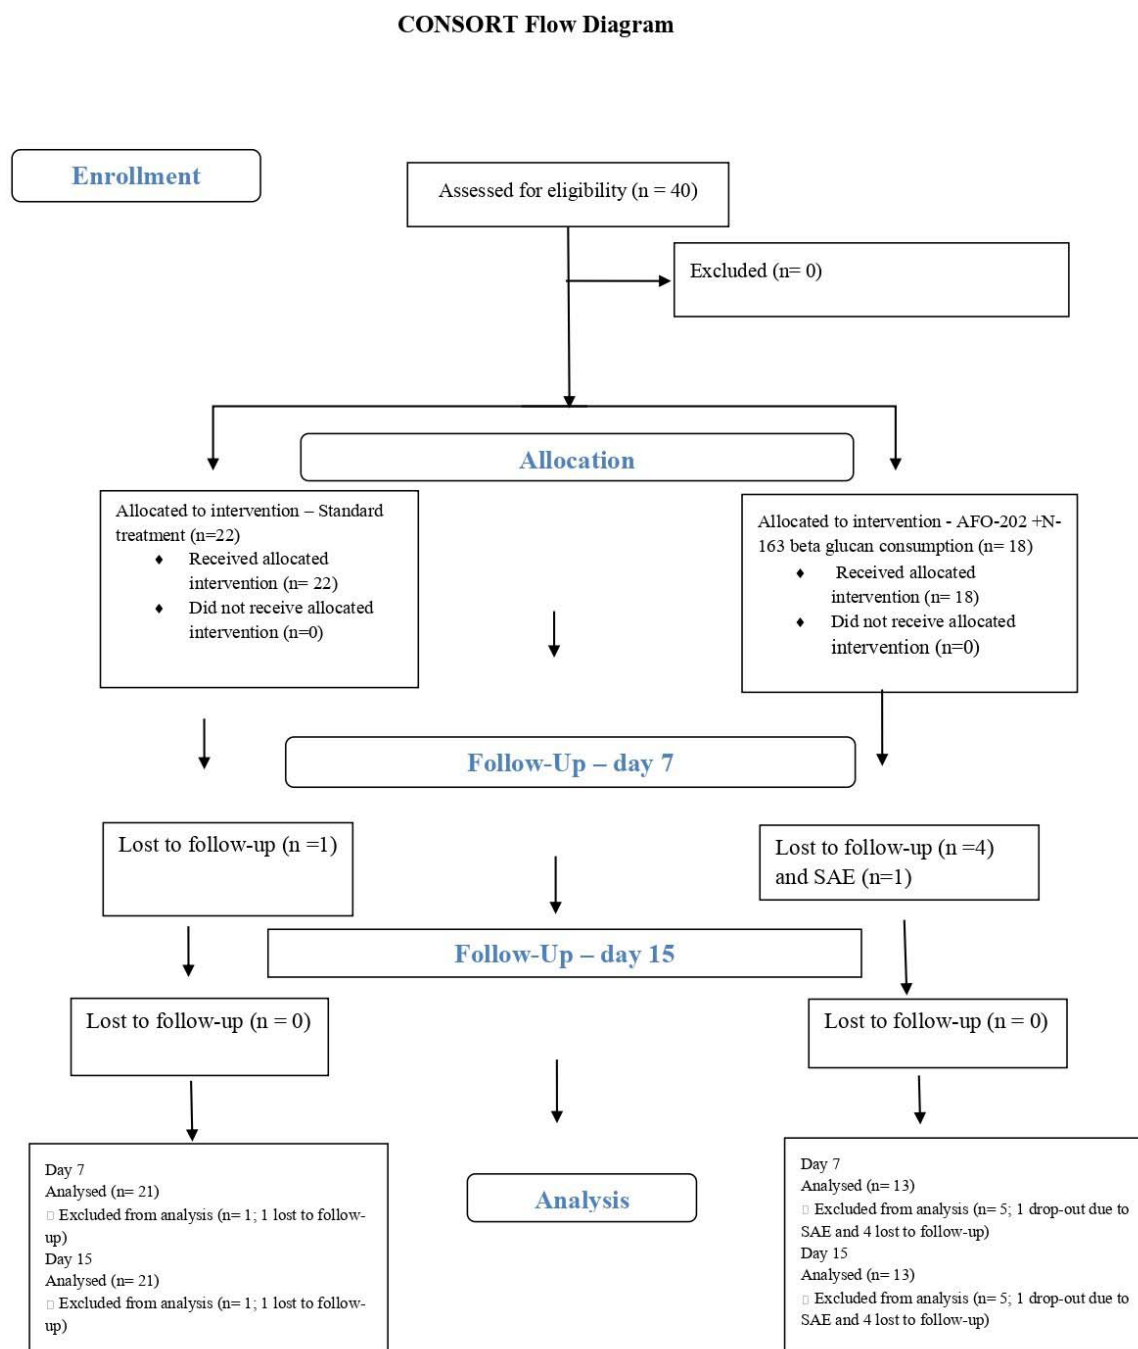 CONSORT Flow Diagram
Enrollment
Assessed for eligibility (n = 40)
Excluded (n= 0)
Allocation
Allocated to intervention – Standard
treatment (n=22)
♦ Received allocated
intervention (n= 22)
♦ Did not receive allocated
intervention (n=0)
Allocated to intervention - AFO-202 +N-
163 beta glucan consumption (n= 18)
♦ Received allocated
intervention (n= 18)
♦ Did not receive allocated
intervention (n=0)
Follow-Up – day 7
Lost to follow-up (n =1)
Lost to follow-up (n =4)
and SAE (n=1)
Follow-Up – day 15
Lost to follow-up (n = 0)
Lost to follow-up (n = 0)
Analysis
Day 7
Analysed (n= 21)
▯ Excluded from analysis (n= 1; 1 lost to follow-
up)
Day 15
Analysed (n= 21)
▯ Excluded from analysis (n= 1; 1 lost to follow-
up)
Day 7
Analysed (n= 13)
▯ Excluded from analysis (n= 5; 1 drop-out due to
SAE and 4 lost to follow-up)
Day 15
Analysed (n= 13)
▯ Excluded from analysis (n= 5; 1 drop-out due to
SAE and 4 lost to follow-up)